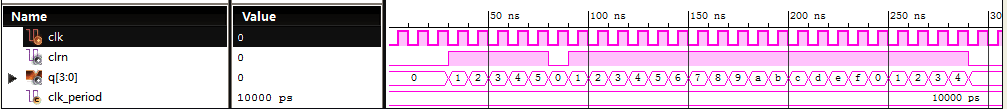 Name Value 50 ns 100 ns 150 ns 200 ns 250 ns 30
clk 0
clrn 0
q[3:0] 0 0 1 2 3 4 5 0 1 2 3 4 5 6 7 8 9 a b c d e f 0 1 2 3 4
clk_period 10000 ps 10000 ps